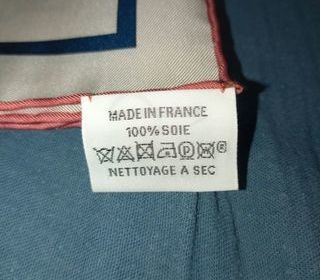 MADE IN FRANCE
100% SOIE
NETTOYAGE A SEC